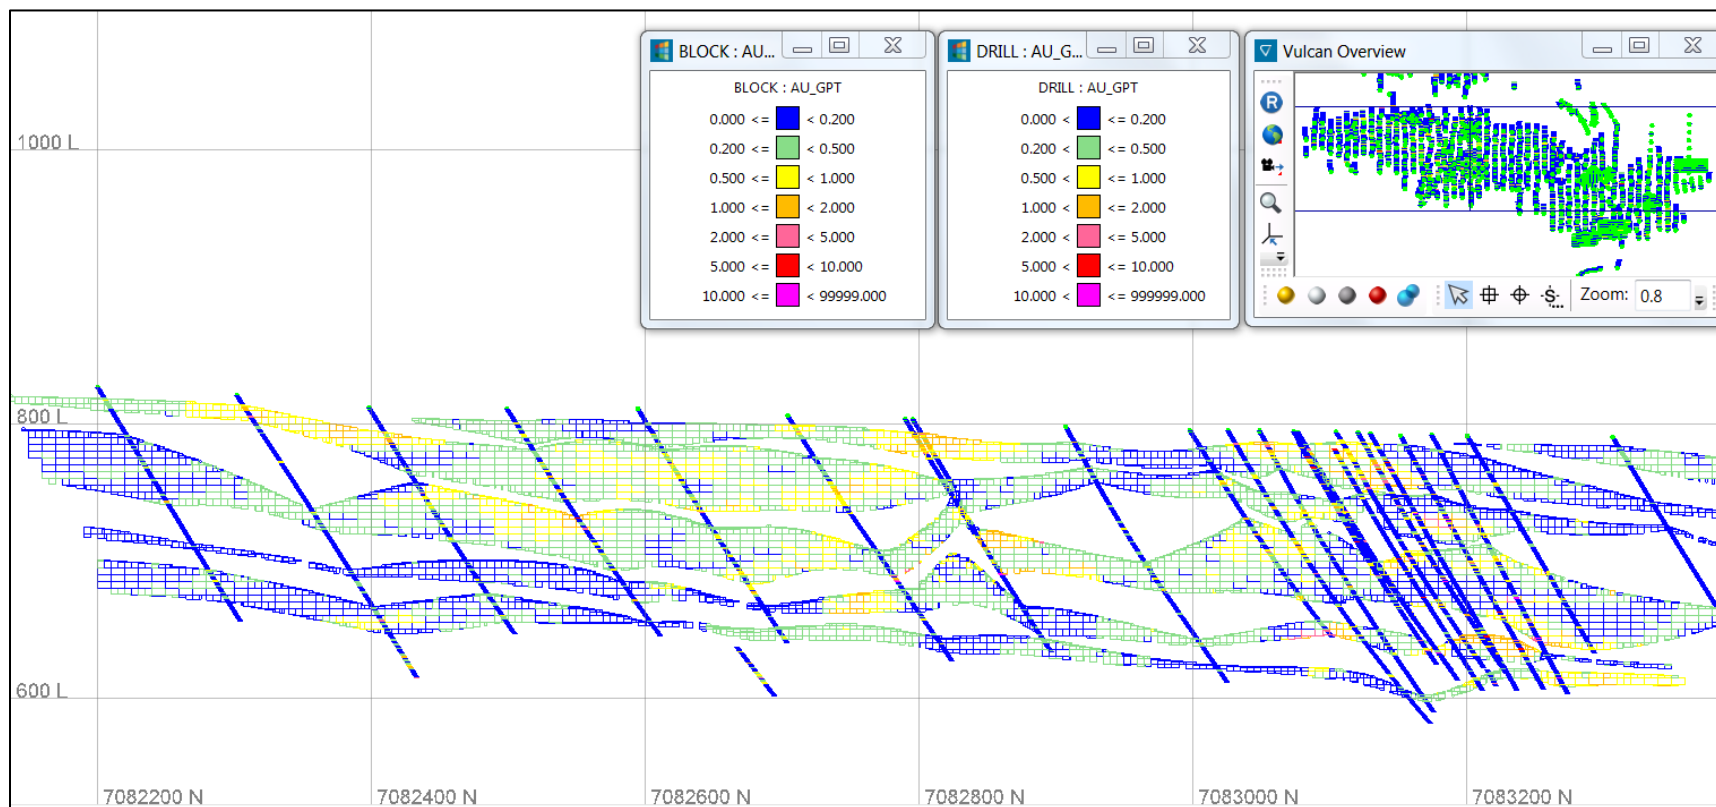 BLOCK : AU...
DRILL : AU_G...
Vulcan Overview
BLOCK : AU_GPT
0.000 <= < 0.200
0.200 <= < 0.500
0.500 <= < 1.000
1.000 <= < 2.000
2.000 <= < 5.000
5.000 <= < 10.000
10.000 <= < 99999.000
DRILL : AU_GPT
0.000 < <= 0.200
0.200 < <= 0.500
0.500 < <= 1.000
1.000 < <= 2.000
2.000 < <= 5.000
5.000 < <= 10.000
10.000 < <= 999999.000
R
S...
Zoom: 0.8
1000 L
800 L
600 L
7082200 N
7082400 N
7082600 N
7082800 N
7083000 N
7083200 N